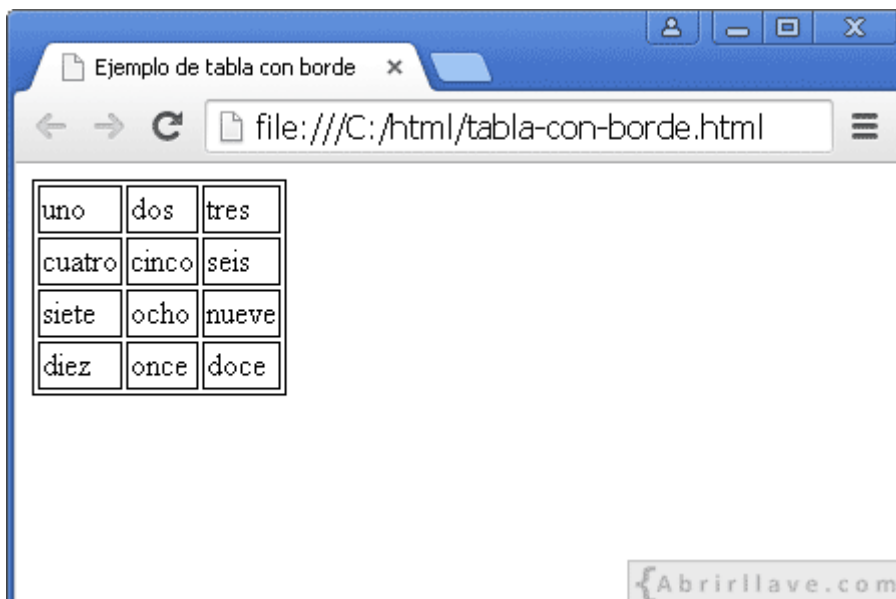 Ejemplo de tabla con borde
file:///C:/html/tabla-con-borde.html
uno dos tres
cuatro cinco seis
siete ocho nueve
diez once doce
{Abrirllave.com